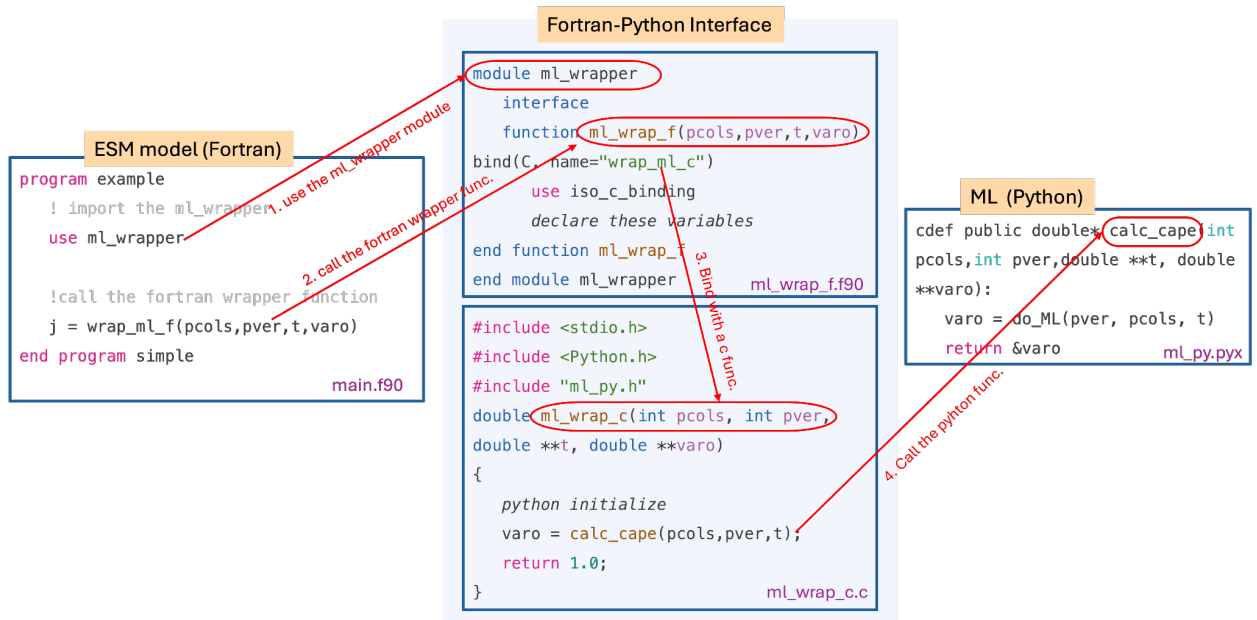 Fortran-Python Interface
ESM model (Fortran)
program example
! import the ml_wrapper
use ml_wrapper
!call the fortran wrapper function
j = wrap_ml_f(pcols,pver,t,varo)
end program simple
main.f90
1. use the ml_wrapper module
2. call the fortran wrapper func.
module ml_wrapper
interface
function ml_wrap_f(pcols,pver,t,varo)
bind(C, name="wrap_ml_c")
use iso_c_binding
declare these variables
end function ml_wrap_f
end module ml_wrapper
ml_wrap_f.f90
3. Bind with a c func.
#include <stdio.h>
#include <Python.h>
#include "ml_py.h"
double ml_wrap_c(int pcols, int pver,
double **t, double **varo)
{
python initialize
varo = calc_cape(pcols,pver,t);
return 1.0;
}
ml_wrap_c.c
4. Call the pyhton func.
ML (Python)
cdef public double* calc_cape(int
pcols,int pver,double **t, double
**varo):
varo = do_ML(pver, pcols, t)
return &varo
ml_py.pyx